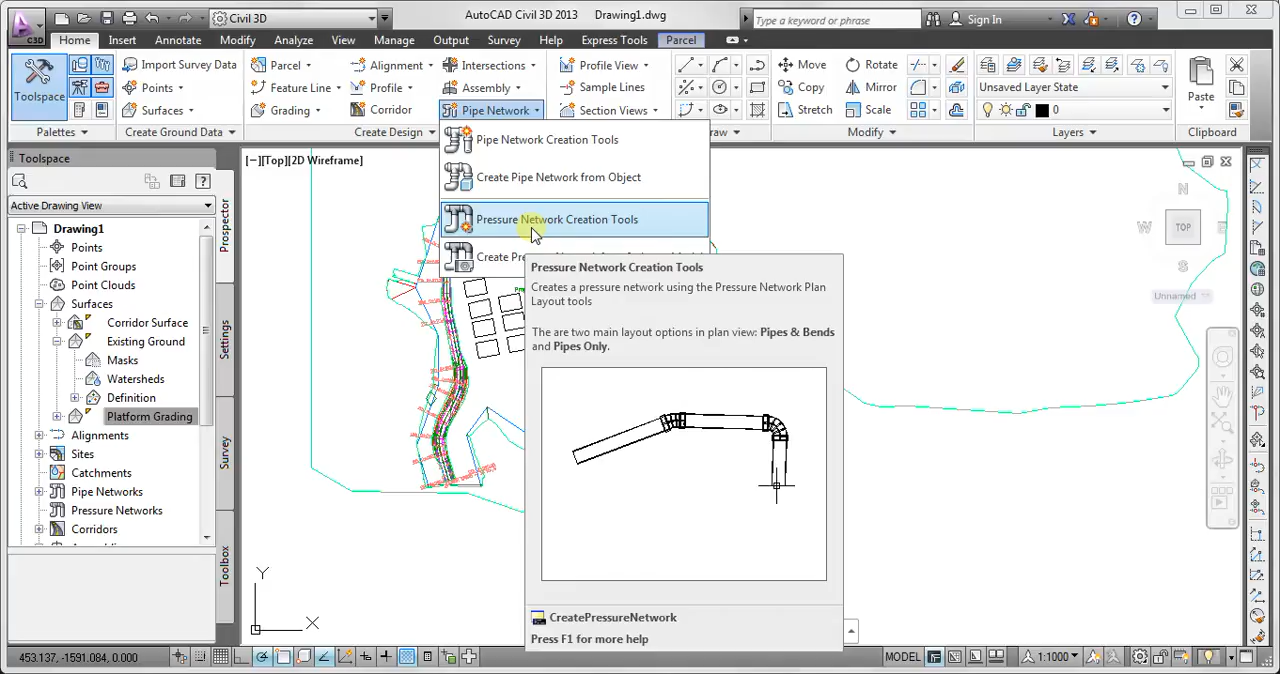 Civil 3D
AutoCAD Civil 3D 2013 Drawing1.dwg
Type a keyword or phrase
Sign In
C3D
Home Insert Annotate Modify Analyze View Manage Output Survey Help Express Tools Parcel
Toolspace
Import Survey Data
Points
Surfaces
Parcel
Feature Line
Grading
Alignment
Profile
Corridor
Intersections
Assembly
Pipe Network
Profile View
Sample Lines
Section Views
Move Rotate
Copy Mirror
Stretch Scale
Unsaved Layer State
0
Paste
Palettes Create Ground Data Create Design Modify Layers Clipboard
Pipe Network Creation Tools
Create Pipe Network from Object
Pressure Network Creation Tools
Pressure Network Creation Tools
Creates a pressure network using the Pressure Network Plan
Layout tools
The are two main layout options in plan view: Pipes & Bends
and Pipes Only.
CreatePressureNetwork
Press F1 for more help
Toolspace
Active Drawing View
Drawing1
Points
Point Groups
Point Clouds
Surfaces
Corridor Surface
Existing Ground
Masks
Watersheds
Definition
Platform Grading
Alignments
Sites
Catchments
Pipe Networks
Pressure Networks
Corridors
Prospector
Settings
Survey
Toolbox
[−][Top][2D Wireframe]
N
W TOP E
S
Unnamed
Y
X
453.137, -1591.084, 0.000
MODEL
1:1000